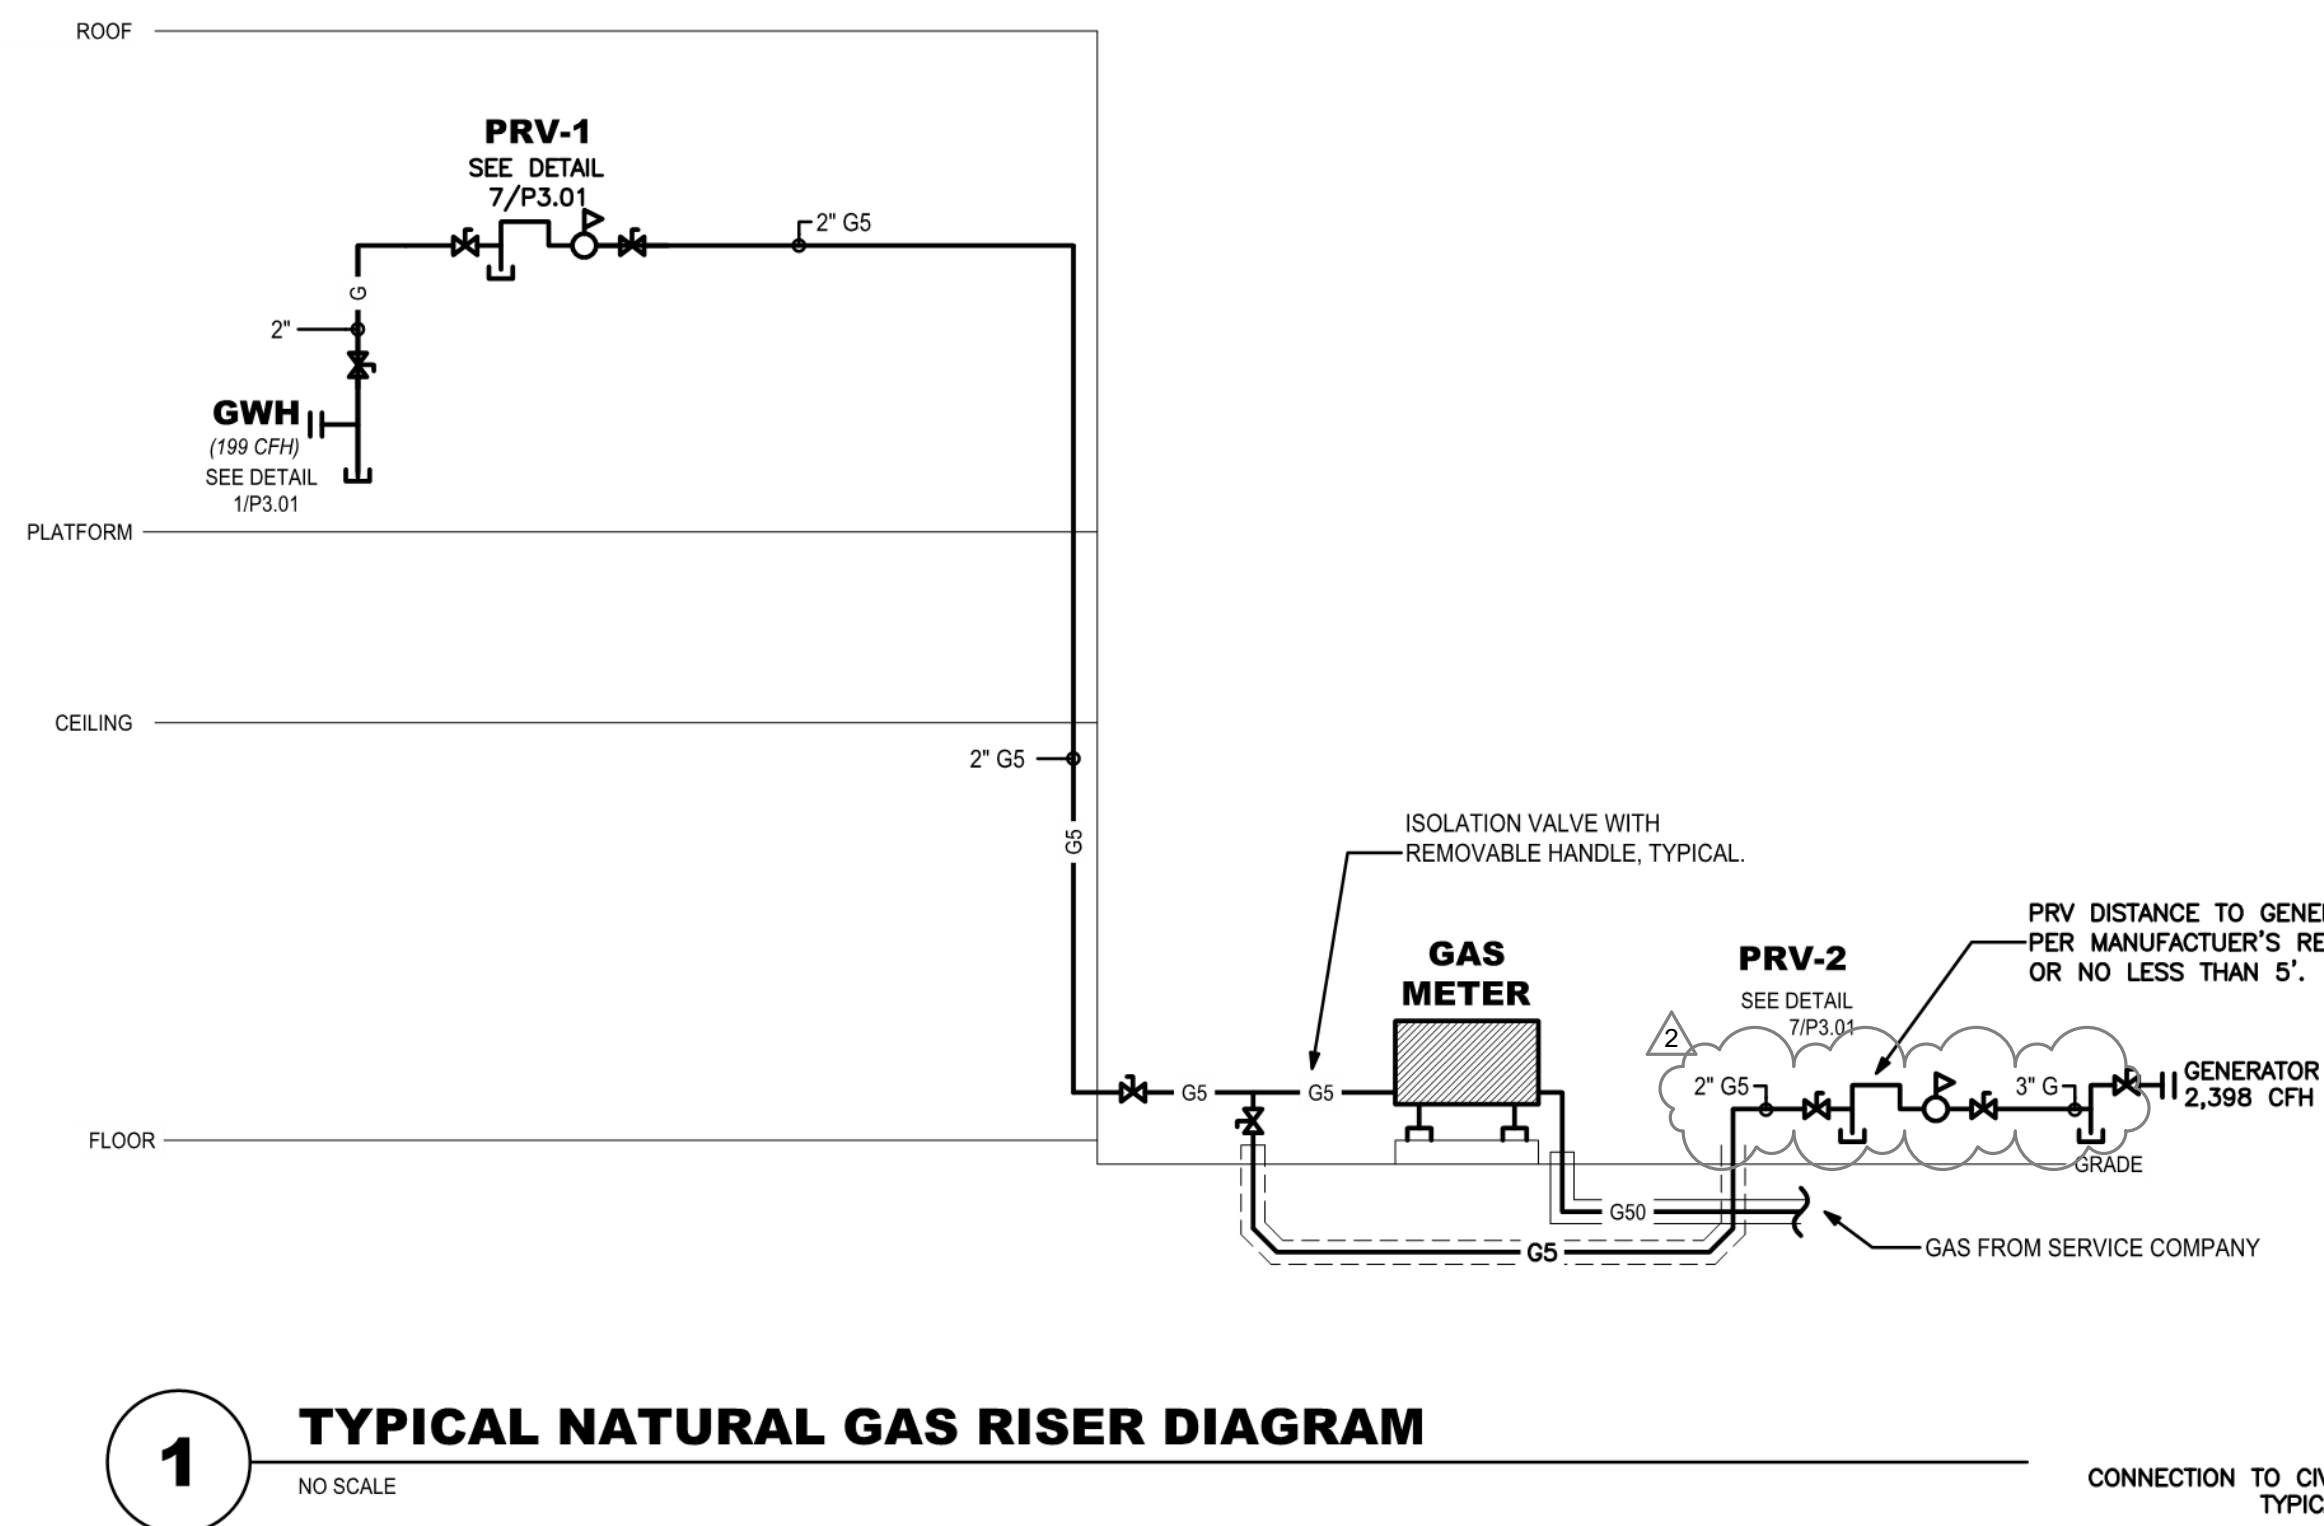 ROOF
PRV-1
SEE DETAIL
7/P3.01
2" G5
G
2"
GWH
(199 CFH)
SEE DETAIL
1/P3.01
PLATFORM
CEILING
2" G5
G5
ISOLATION VALVE WITH
REMOVABLE HANDLE, TYPICAL.
PRV DISTANCE TO
PER MANUFACTUER'S
OR NO LESS THAN 5'.
GAS
METER
PRV-2
SEE DETAIL
7/P3.01
2
2" G5
3" G
GENERATOR
2,398 CFH
G5
G5
FLOOR
GRADE
G50
G5
GAS FROM SERVICE COMPANY
1
TYPICAL NATURAL GAS RISER DIAGRAM
NO SCALE
CONNECTION TO